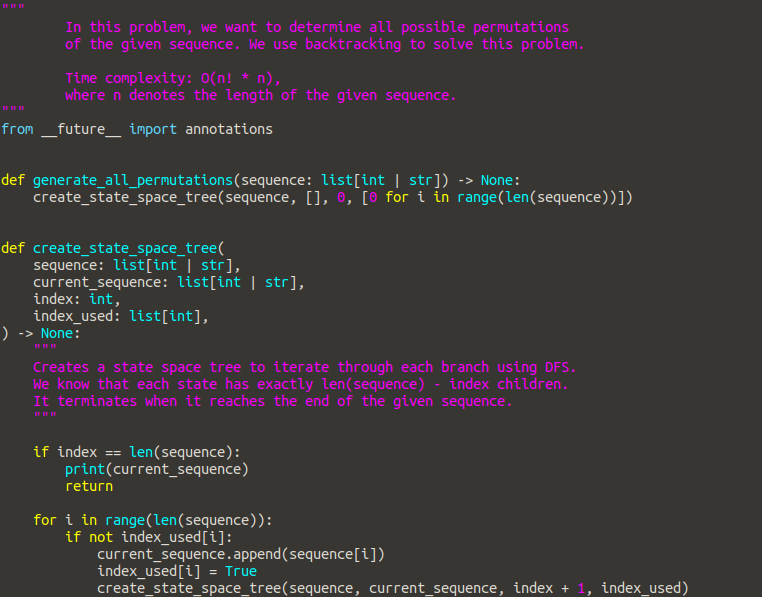 """
        In this problem, we want to determine all possible permutations
        of the given sequence. We use backtracking to solve this problem.

        Time complexity: O(n! * n),
        where n denotes the length of the given sequence.
"""
from __future__ import annotations


def generate_all_permutations(sequence: list[int | str]) -> None:
    create_state_space_tree(sequence, [], 0, [0 for i in range(len(sequence))])


def create_state_space_tree(
    sequence: list[int | str],
    current_sequence: list[int | str],
    index: int,
    index_used: list[int],
) -> None:
    """
    Creates a state space tree to iterate through each branch using DFS.
    We know that each state has exactly len(sequence) - index children.
    It terminates when it reaches the end of the given sequence.
    """

    if index == len(sequence):
        print(current_sequence)
        return

    for i in range(len(sequence)):
        if not index_used[i]:
            current_sequence.append(sequence[i])
            index_used[i] = True
            create_state_space_tree(sequence, current_sequence, index + 1, index_used)